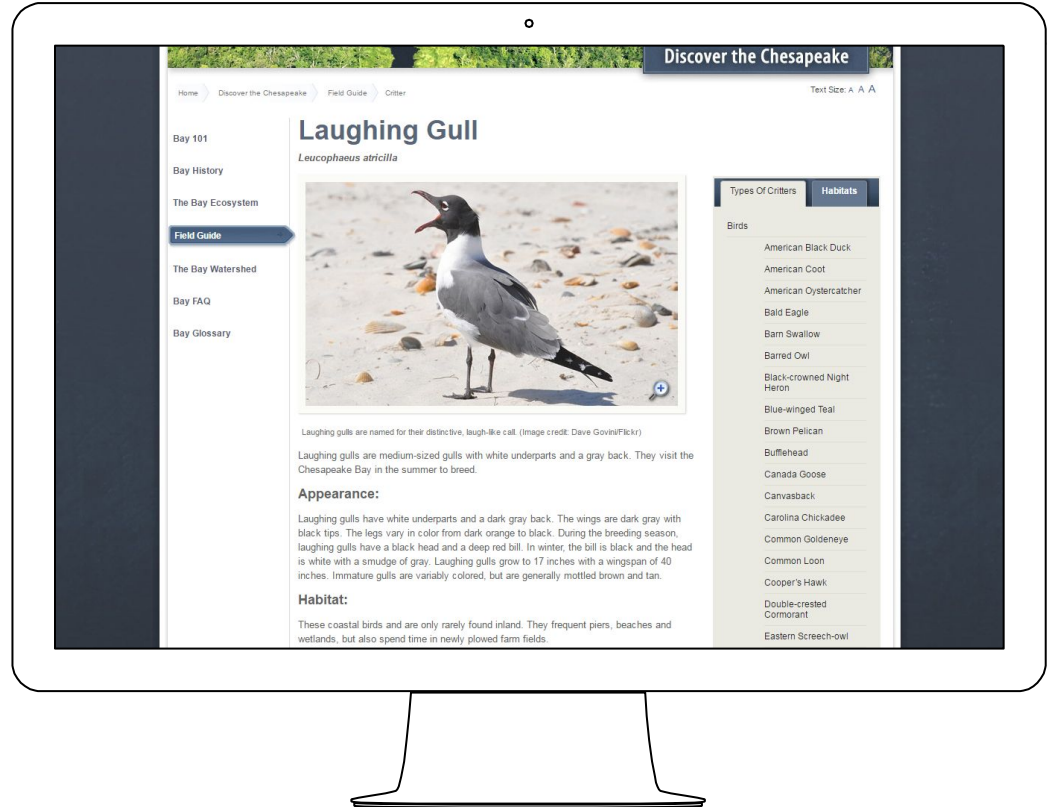 Discover the Chesapeake
Home Discover the Chesapeake Field Guide Critter
Text Size: A A A
Bay 101
Bay History
The Bay Ecosystem
Field Guide
The Bay Watershed
Bay FAQ
Bay Glossary
Laughing Gull
Leucophaeus atricilla
Laughing gulls are named for their distinctive, laugh-like call. (Image credit: Dave Govini/Flickr)
Laughing gulls are medium-sized gulls with white underparts and a gray back. They visit the
Chesapeake Bay in the summer to breed.
Appearance:
Laughing gulls have white underparts and a dark gray back. The wings are dark gray with
black tips. The legs vary in color from dark orange to black. During the breeding season,
laughing gulls have a black head and a deep red bill. In winter, the bill is black and the head
is white with a smudge of gray. Laughing gulls grow to 17 inches with a wingspan of 40
inches. Immature gulls are variably colored, but are generally mottled brown and tan.
Habitat:
These coastal birds and are only rarely found inland. They frequent piers, beaches and
wetlands, but also spend time in newly plowed farm fields.
Types Of Critters Habitats
Birds
American Black Duck
American Coot
American Oystercatcher
Bald Eagle
Barn Swallow
Barred Owl
Black-crowned Night
Heron
Blue-winged Teal
Brown Pelican
Bufflehead
Canada Goose
Canvasback
Carolina Chickadee
Common Goldeneye
Common Loon
Cooper's Hawk
Double-crested
Cormorant
Eastern Screech-owl